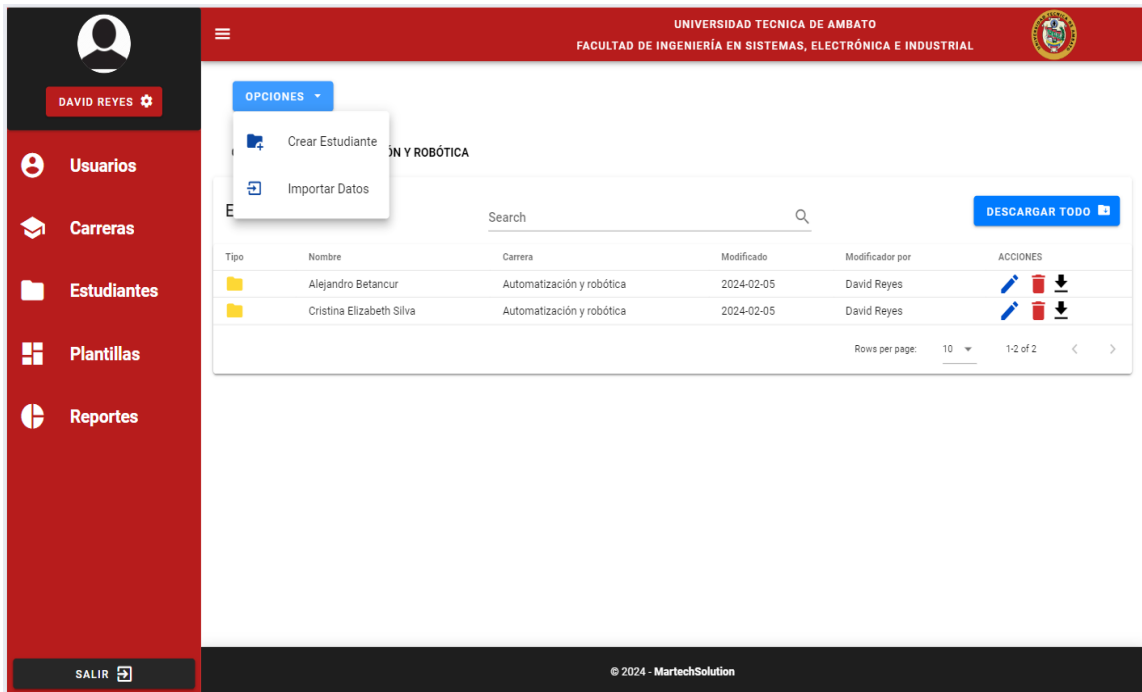 UNIVERSIDAD TECNICA DE AMBATO
FACULTAD DE INGENIERÍA EN SISTEMAS, ELECTRÓNICA E INDUSTRIAL
DAVID REYES
Usuarios
Carreras
Estudiantes
Plantillas
Reportes
SALIR
OPCIONES
Crear Estudiante
Importar Datos
Y ROBÓTICA
Search
DESCARGAR TODO
Tipo Nombre Carrera Modificado Modificador por ACCIONES
Alejandro Betancur Automatización y robótica 2024-02-05 David Reyes
Cristina Elizabeth Silva Automatización y robótica 2024-02-05 David Reyes
Rows per page: 10 1-2 of 2
© 2024 - MartechSolution